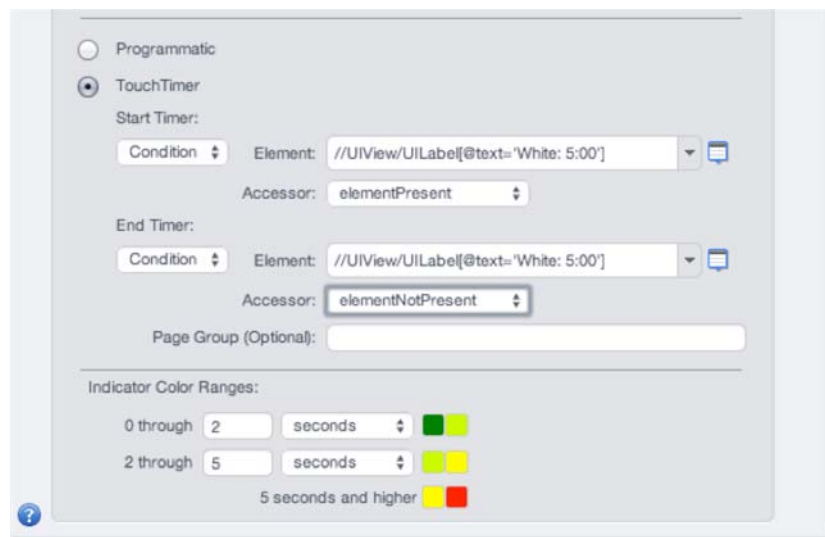 Programmatic
TouchTimer
Start Timer:
Condition Element: //UIView/UILabel[@text='White: 5:00']
Accessor: elementPresent
End Timer:
Condition Element: //UIView/UILabel[@text='White: 5:00']
Accessor: elementNotPresent
Page Group (Optional):
Indicator Color Ranges:
0 through 2 seconds
2 through 5 seconds
5 seconds and higher
?